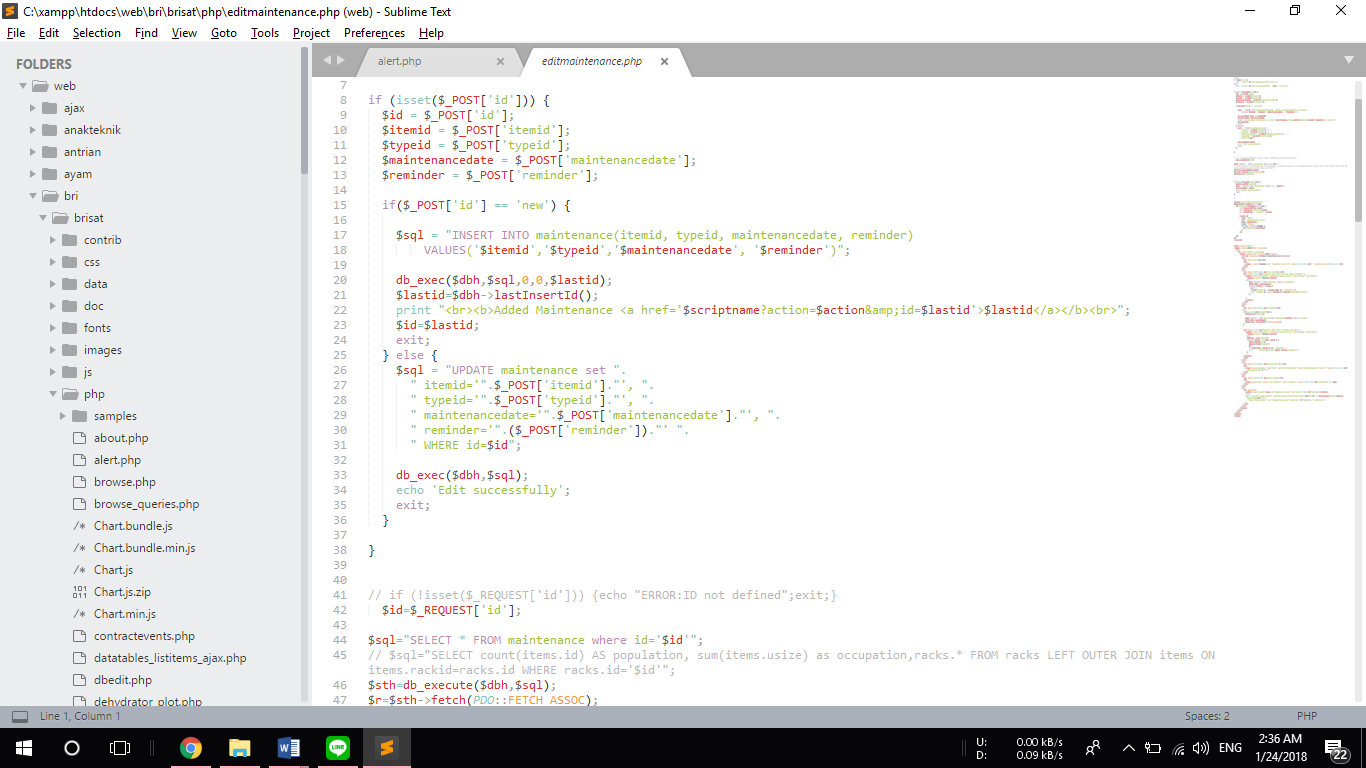 C:\xampp\htdocs\web\bri\brisat\php\editmaintenance.php (web) - Sublime Text
File Edit Selection Find View Goto Tools Project Preferences Help
FOLDERS
web
ajax
anakteknik
antrian
ayam
bri
brisat
contrib
css
data
doc
fonts
images
js
php
samples
about.php
alert.php
browse.php
browse_queries.php
/* Chart.bundle.js
/* Chart.bundle.min.js
/* Chart.js
Chart.js.zip
/* Chart.min.js
contractevents.php
datatables_listitems_ajax.php
dbedit.php
dehydrator_plot.php
alert.php editmaintenance.php
7
8 if (isset($_POST['id'])) {
9 $id = $_POST['id'];
10 $itemid = $_POST['itemid'];
11 $typeid = $_POST['typeid'];
12 $maintenancedate = $_POST['maintenancedate'];
13 $reminder = $_POST['reminder'];
14
15 if($_POST['id'] == 'new') {
16
17 $sql = "INSERT INTO maintenance(itemid, typeid, maintenancedate, reminder)
18 VALUES('$itemid','$typeid','$maintenancedate', '$reminder')";
19
20 db_exec($dbh,$sql,0,0,$lastid);
21 $lastid=$dbh->lastInsertId();
22 print "<br><b>Added Maintenance <a href='$scriptname?action=$action&amp;id=$lastid'>$lastid</a></b><br>";
23 $id=$lastid;
24 exit;
25 } else {
26 $sql = "UPDATE maintenance set ".
27 " itemid='".$_POST['itemid']."', ".
28 " typeid='".$_POST['typeid']."', ".
29 " maintenancedate='".$_POST['maintenancedate']."', ".
30 " reminder='".($_POST['reminder'])."' ".
31 " WHERE id=$id";
32
33 db_exec($dbh,$sql);
34 echo 'Edit successfully';
35 exit;
36 }
37
38 }
39
40
41 // if (!isset($_REQUEST['id'])) {echo "ERROR:ID not defined";exit;}
42 $id=$_REQUEST['id'];
43
44 $sql="SELECT * FROM maintenance where id='$id'";
45 // $sql="SELECT count(items.id) AS population, sum(items.usize) as occupation,racks.* FROM racks LEFT OUTER JOIN items ON
items.rackid=racks.id WHERE racks.id='$id'";
46 $sth=db_execute($dbh,$sql);
47 $r=$sth->fetch(PDO::FETCH_ASSOC);
Line 1, Column 1 Spaces: 2 PHP
U: 0.00 kB/s
D: 0.09 kB/s
ENG
2:36 AM
1/24/2018
22